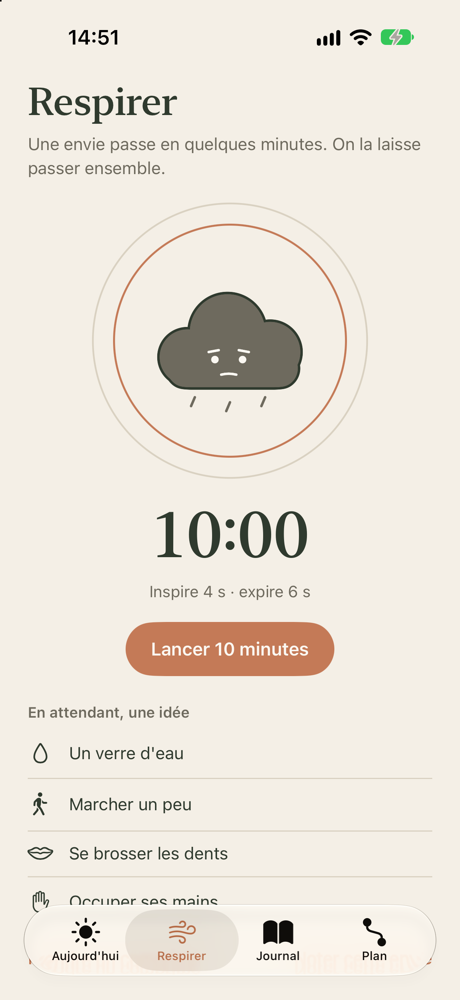 14:51
Respirer
Une envie passe en quelques minutes. On la laisse
passer ensemble.
10:00
Inspire 4 s · expire 6 s
Lancer 10 minutes
En attendant, une idée
Un verre d'eau
Marcher un peu
Se brosser les dents
Occuper ses mains
Aujourd'hui
Respirer
Journal
Plan